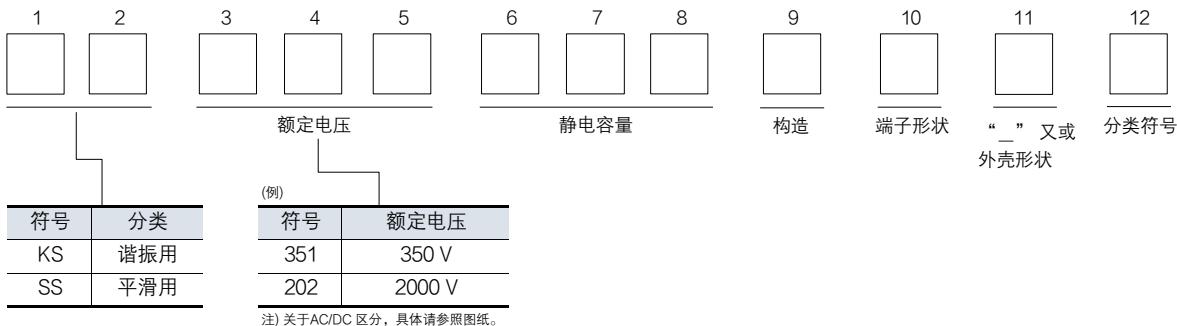 1 2 3 4 5 6 7 8 9 10 11 12
额定电压 静电容量 构造 端子形状 “_” 又或 分类符号
外壳形状
(例)
符号 分类 符号 额定电压
KS 谐振用 351 350 V
SS 平滑用 202 2000 V
注) 关于AC/DC 区分，具体请参照图纸。